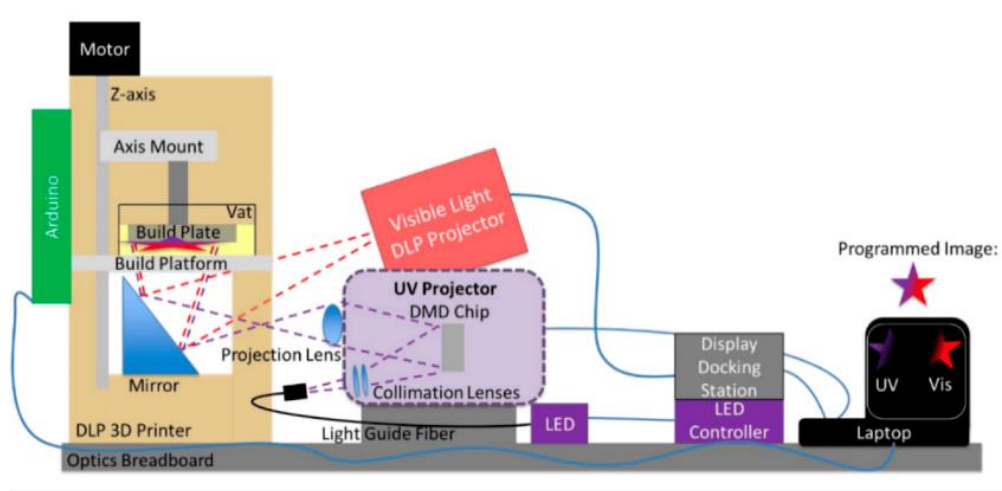 Motor
Z-axis
Axis Mount
Arduino
Vat
Build Plate
Build Platform
Mirror
DLP 3D Printer
Optics Breadboard
Visible Light
DLP Projector
UV Projector
DMD Chip
Projection Lens
Collimation Lenses
Light Guide Fiber
LED
Display
Docking
Station
LED
Controller
Programmed Image:
UV Vis
Laptop